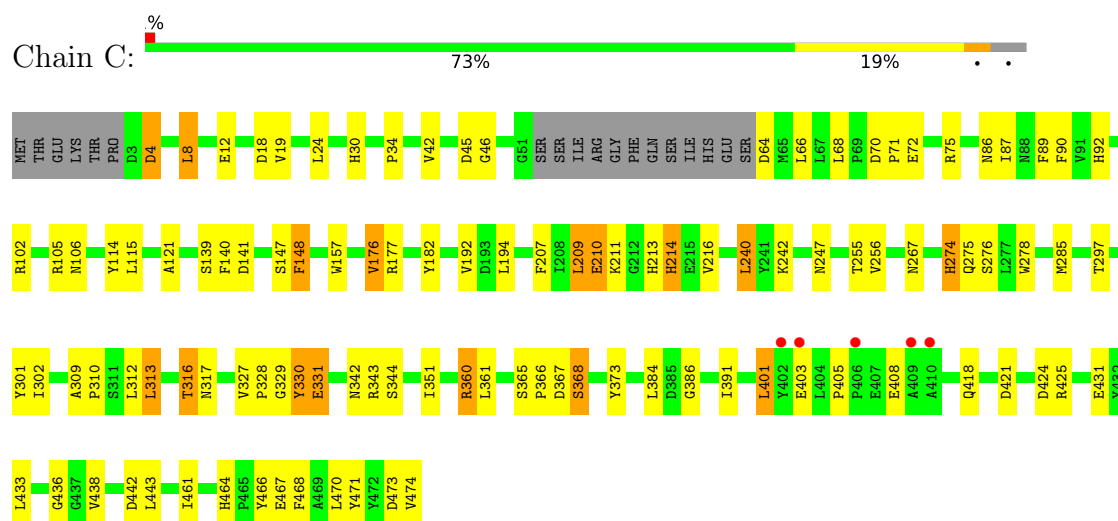 .%
Chain C:
73% 19% • •
MET THR GLU LYS THR PRO D3 D4 L8 E12 D18 V19 L24 H30 P34 V42 D45 G46 G51 SER SER ILE ARG GLY PHE GLN SER ILE HIS GLU SER D64 M65 L66 L67 L68 P69 D70 P71 E72 R75 N86 I87 N88 F89 F90 V91 H92
R102 R105 N106 Y114 L115 A121 S139 F140 D141 S147 F148 W157 V176 R177 Y182 V192 D193 L194 F207 I208 L209 E210 K211 G212 H213 H214 E215 V216 L240 Y241 K242 N247 T255 V256 N267 H274 Q275 S276 L277 W278 M285 T297
Y301 I302 A309 P310 S311 L312 L313 T316 N317 V327 P328 G329 Y330 E331 N342 R343 S344 I351 R360 L361 S365 P366 D367 S368 Y373 L384 D385 G386 I391 L401 Y402 E403 L404 P405 P406 E407 E408 A409 A410 Q418 D421 D424 R425 E431 Y432
L433 G436 G437 V438 D442 L443 I461 H464 P465 Y466 E467 F468 A469 L470 Y471 Y472 D473 V474